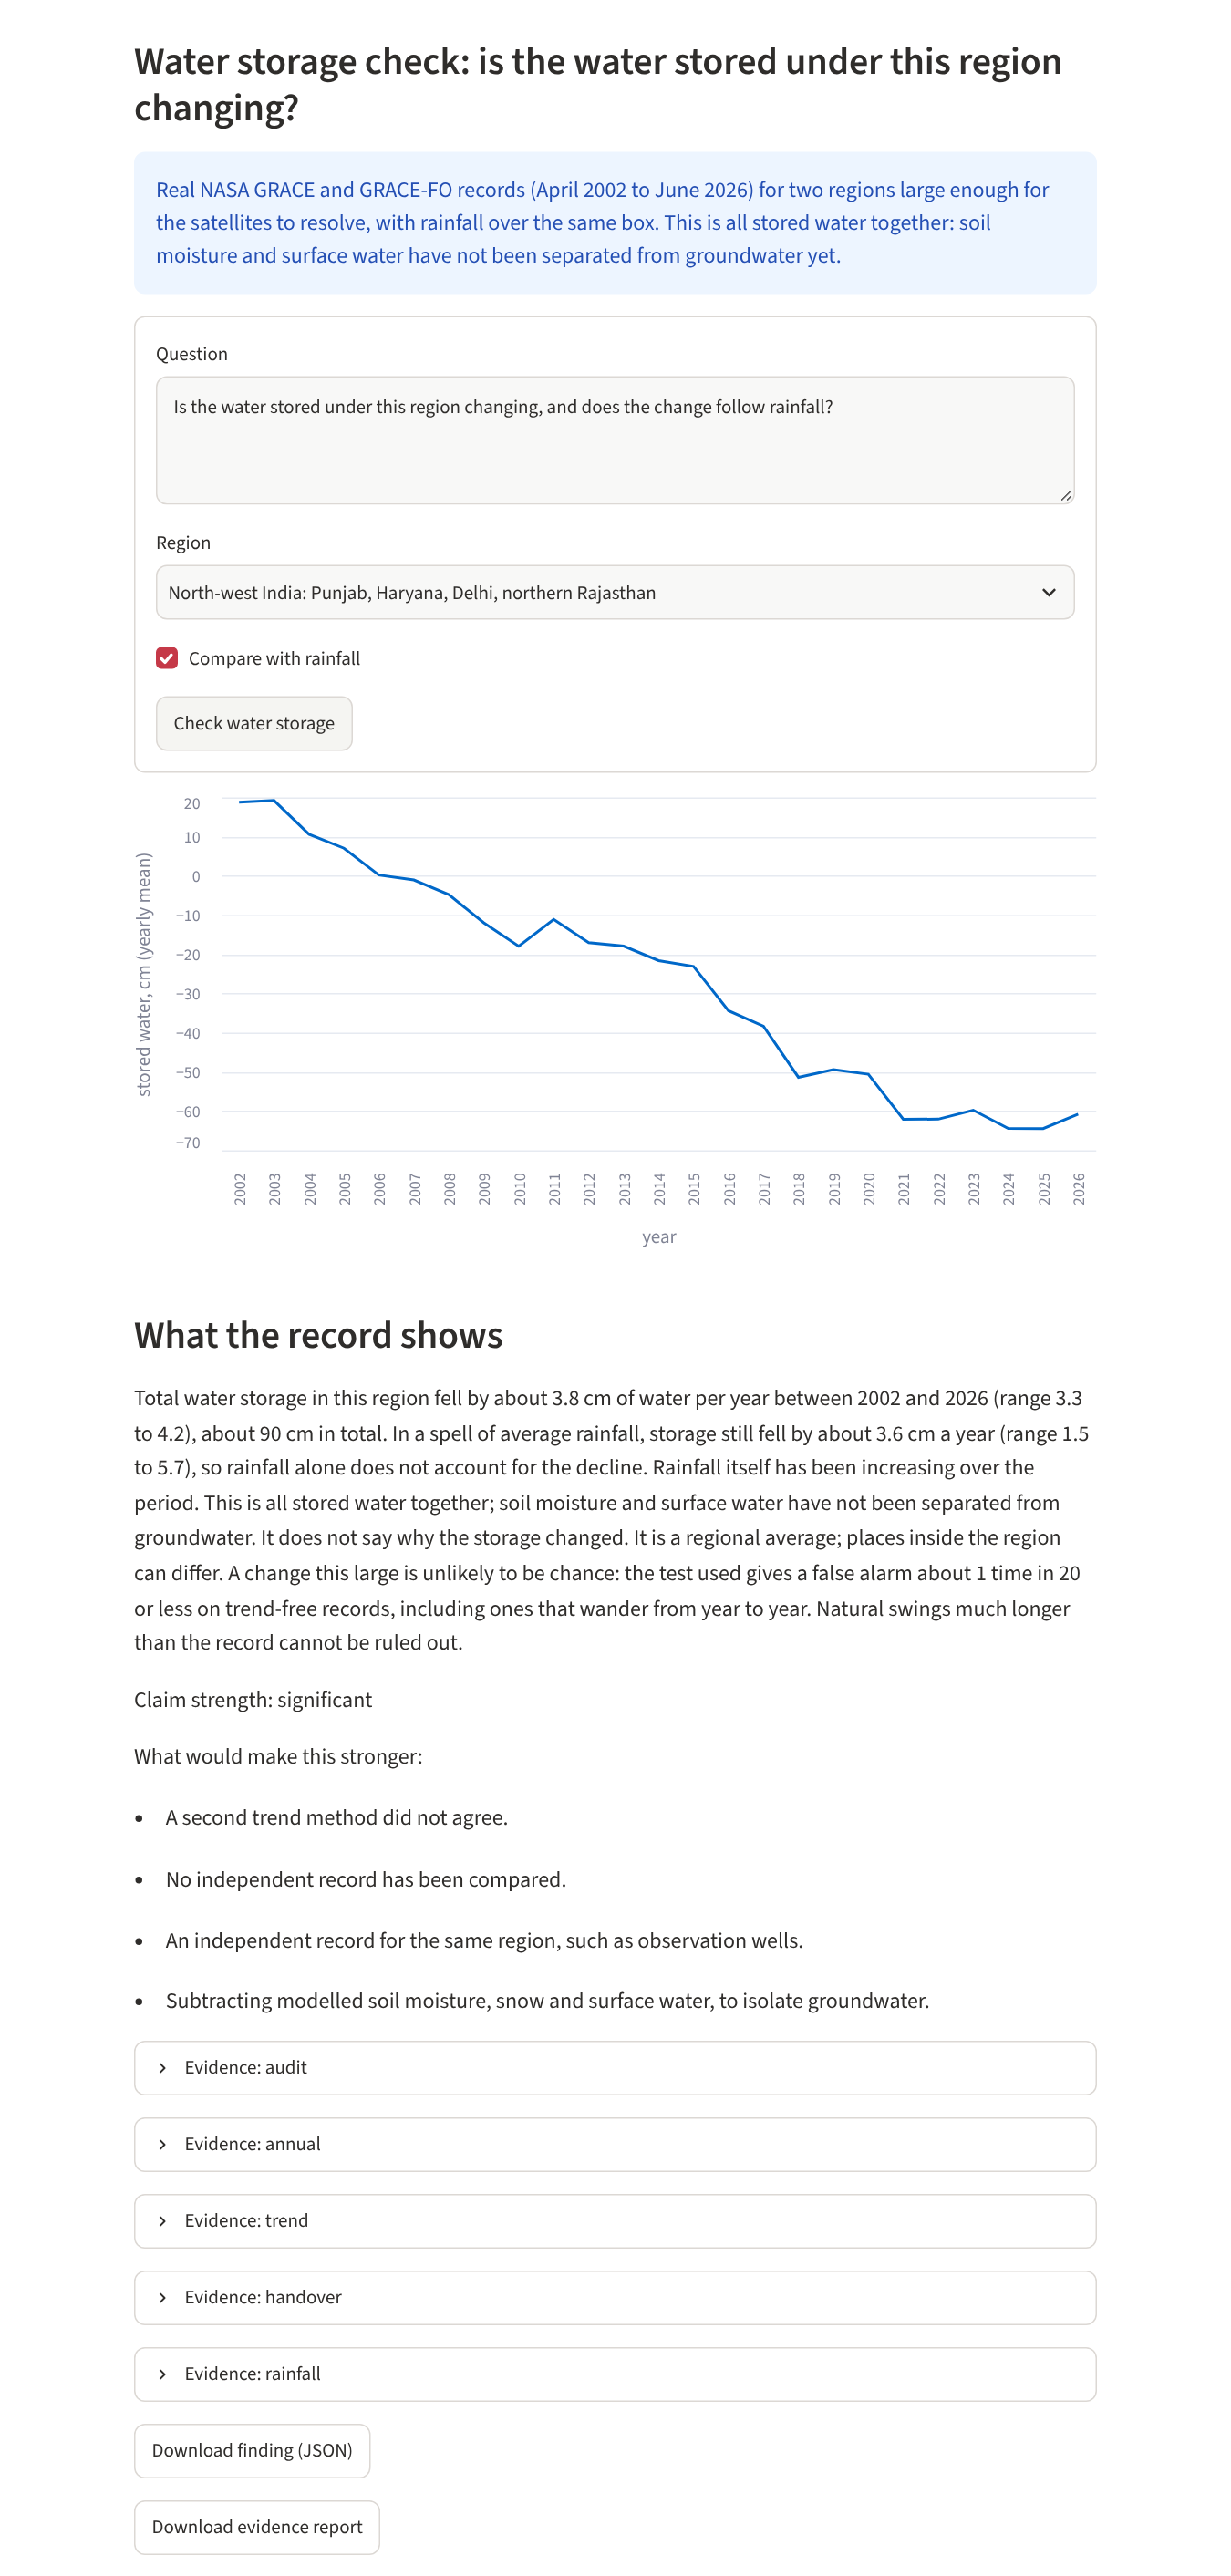 Water storage check: is the water stored under this region
changing?
Real NASA GRACE and GRACE-FO records (April 2002 to June 2026) for two regions large enough for
the satellites to resolve, with rainfall over the same box. This is all stored water together: soil
moisture and surface water have not been separated from groundwater yet.
Question
Is the water stored under this region changing, and does the change follow rainfall?
Region
North-west India: Punjab, Haryana, Delhi, northern Rajasthan
Compare with rainfall
Check water storage
stored water, cm (yearly mean)
20
10
0
−10
−20
−30
−40
−50
−60
−70
2002 2003 2004 2005 2006 2007 2008 2009 2010 2011 2012 2013 2014 2015 2016 2017 2018 2019 2020 2021 2022 2023 2024 2025 2026
year
What the record shows
Total water storage in this region fell by about 3.8 cm of water per year between 2002 and 2026 (range 3.3
to 4.2), about 90 cm in total. In a spell of average rainfall, storage still fell by about 3.6 cm a year (range 1.5
to 5.7), so rainfall alone does not account for the decline. Rainfall itself has been increasing over the
period. This is all stored water together; soil moisture and surface water have not been separated from
groundwater. It does not say why the storage changed. It is a regional average; places inside the region
can differ. A change this large is unlikely to be chance: the test used gives a false alarm about 1 time in 20
or less on trend-free records, including ones that wander from year to year. Natural swings much longer
than the record cannot be ruled out.
Claim strength: significant
What would make this stronger:
• A second trend method did not agree.
• No independent record has been compared.
• An independent record for the same region, such as observation wells.
• Subtracting modelled soil moisture, snow and surface water, to isolate groundwater.
Evidence: audit
Evidence: annual
Evidence: trend
Evidence: handover
Evidence: rainfall
Download finding (JSON)
Download evidence report